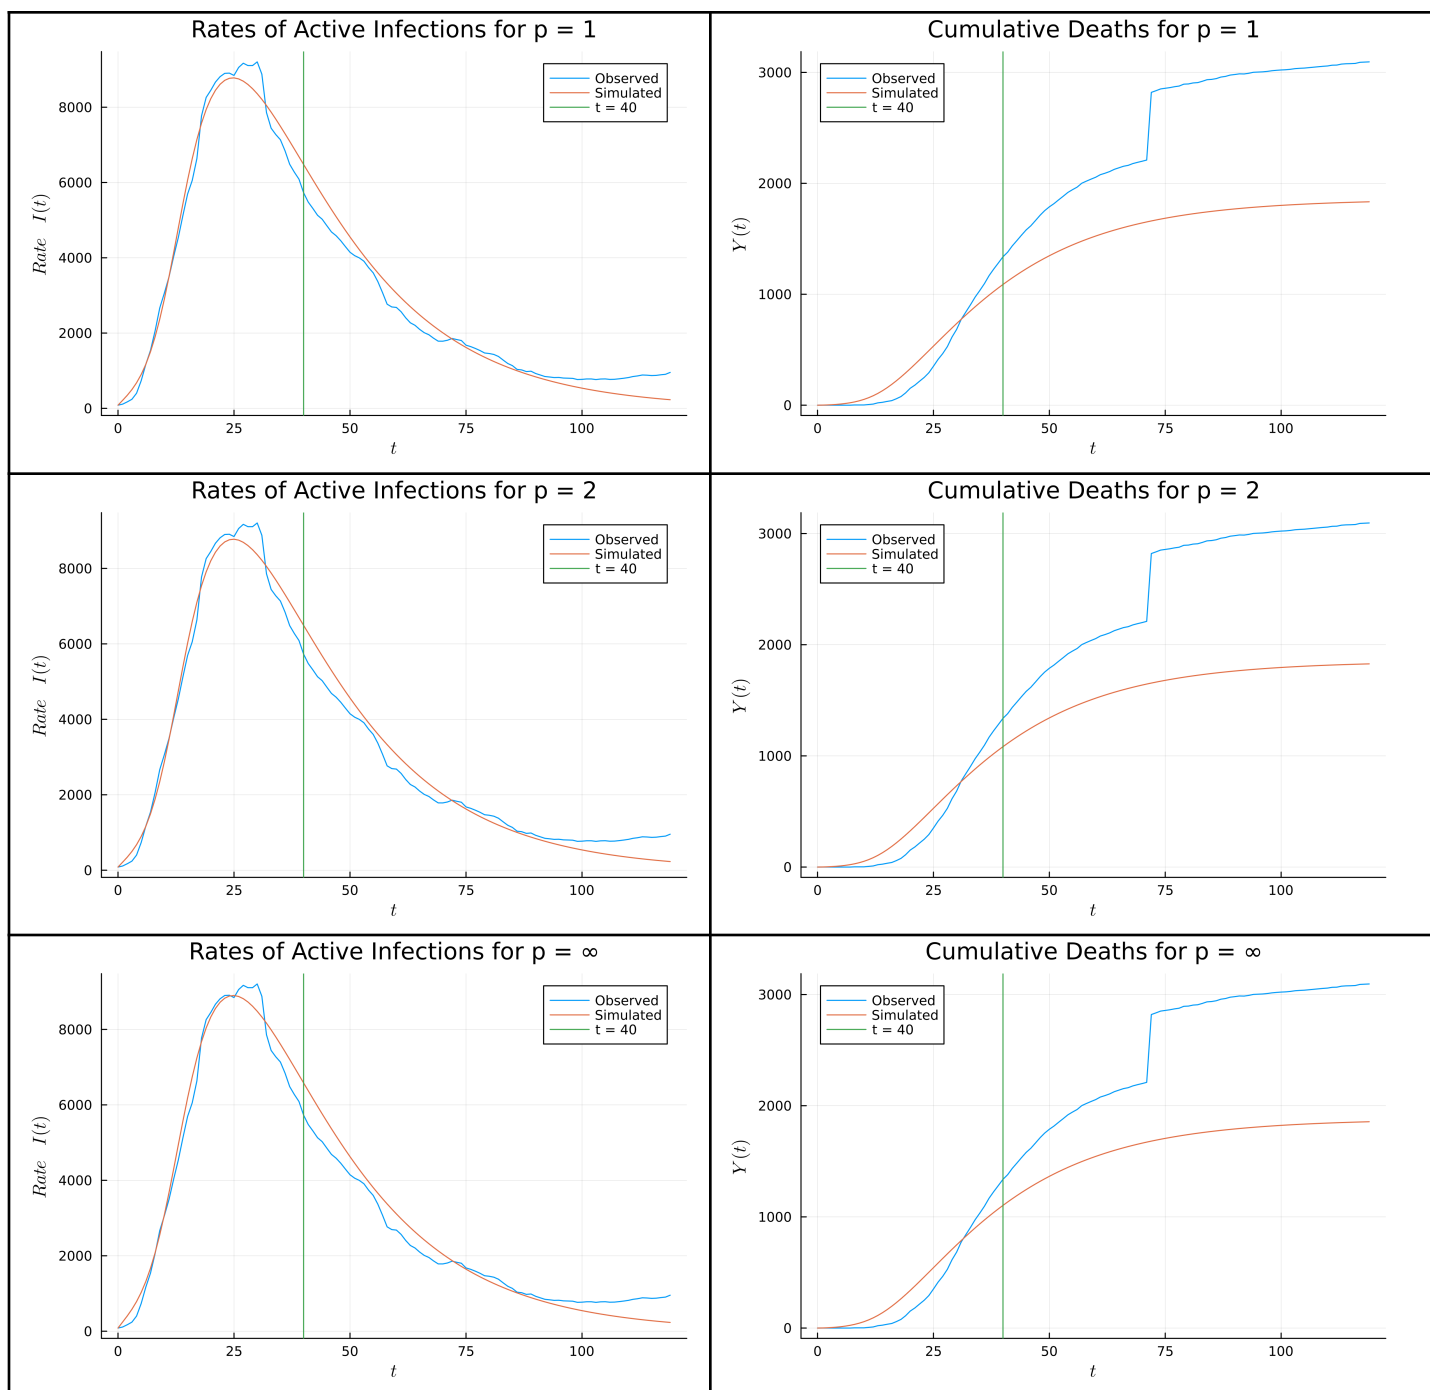 Rates of Active Infections for p = 1
Observed
Simulated
t = 40
8000
6000
4000
2000
0
Rate I(t)
0 25 50 75 100
t
Cumulative Deaths for p = 1
Observed
Simulated
t = 40
3000
2000
1000
0
Y(t)
0 25 50 75 100
t
Rates of Active Infections for p = 2
Observed
Simulated
t = 40
8000
6000
4000
2000
0
Rate I(t)
0 25 50 75 100
t
Cumulative Deaths for p = 2
Observed
Simulated
t = 40
3000
2000
1000
0
Y(t)
0 25 50 75 100
t
Rates of Active Infections for p = ∞
Observed
Simulated
t = 40
8000
6000
4000
2000
0
Rate I(t)
0 25 50 75 100
t
Cumulative Deaths for p = ∞
Observed
Simulated
t = 40
3000
2000
1000
0
Y(t)
0 25 50 75 100
t